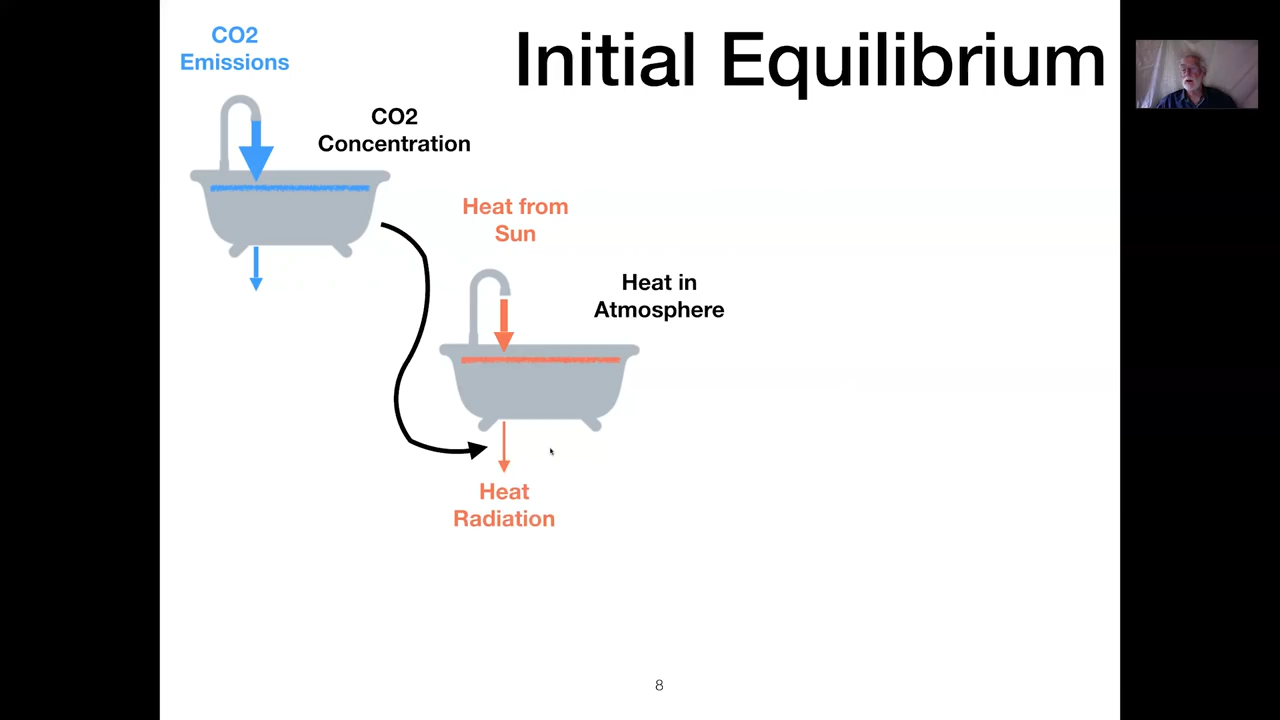 CO2
Emissions
Initial Equilibrium
CO2
Concentration
Heat from
Sun
Heat in
Atmosphere
Heat
Radiation
8